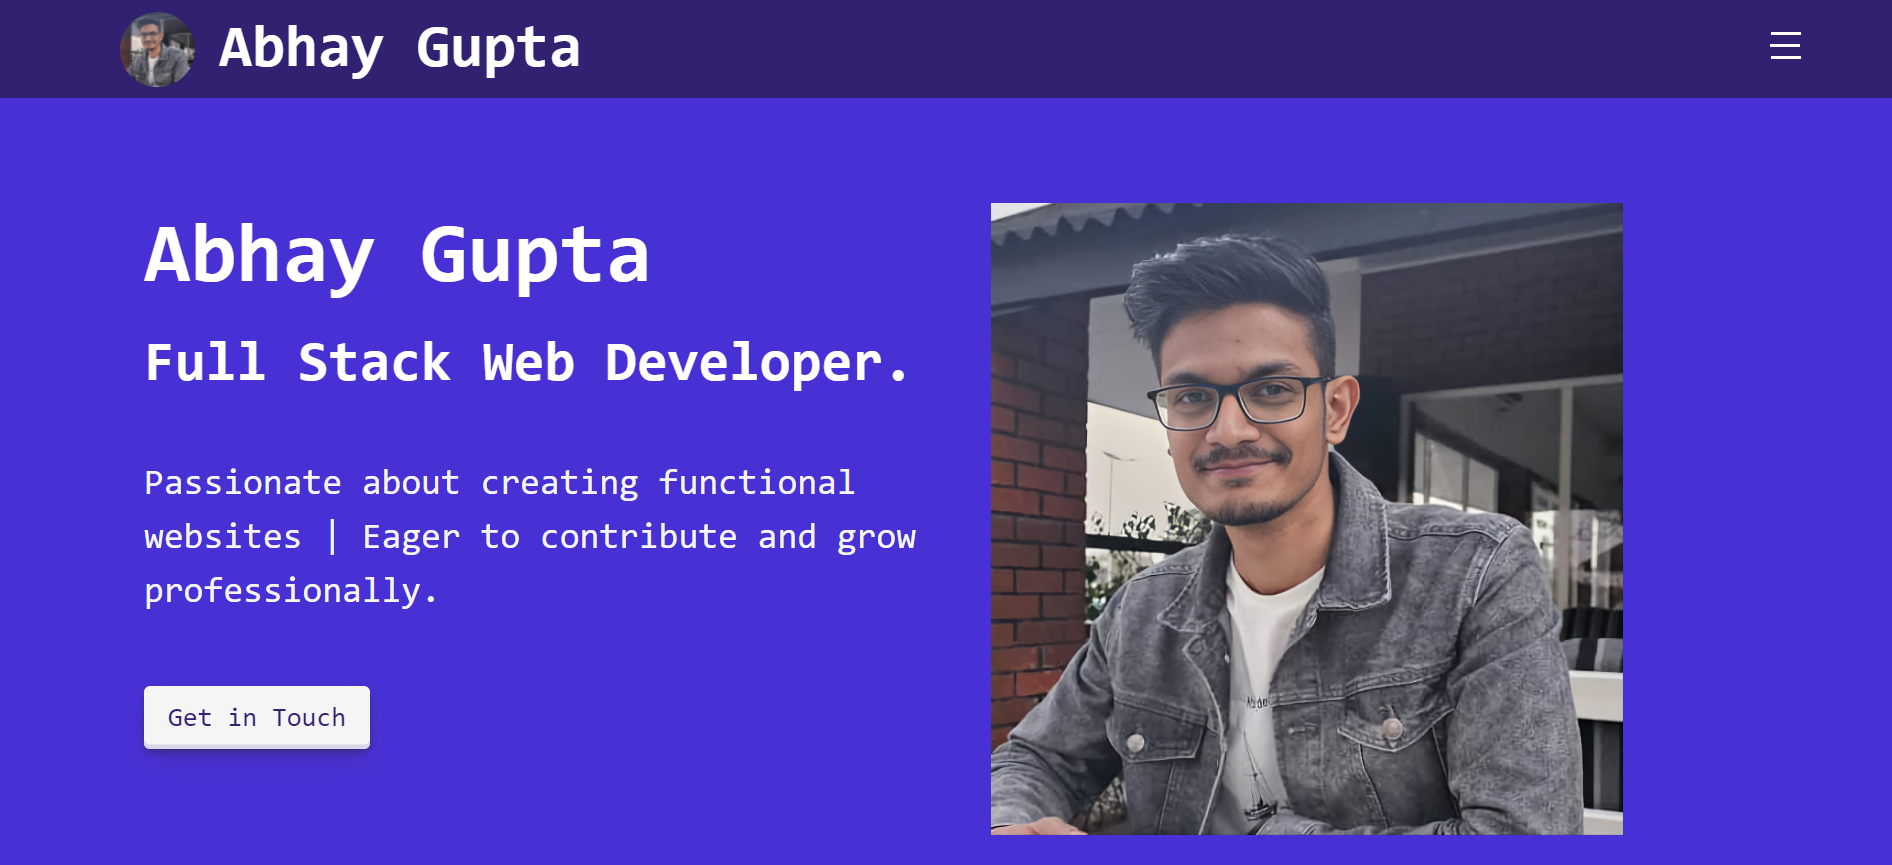 Abhay Gupta
Abhay Gupta
Full Stack Web Developer.
Passionate about creating functional
websites | Eager to contribute and grow
professionally.
Get in Touch